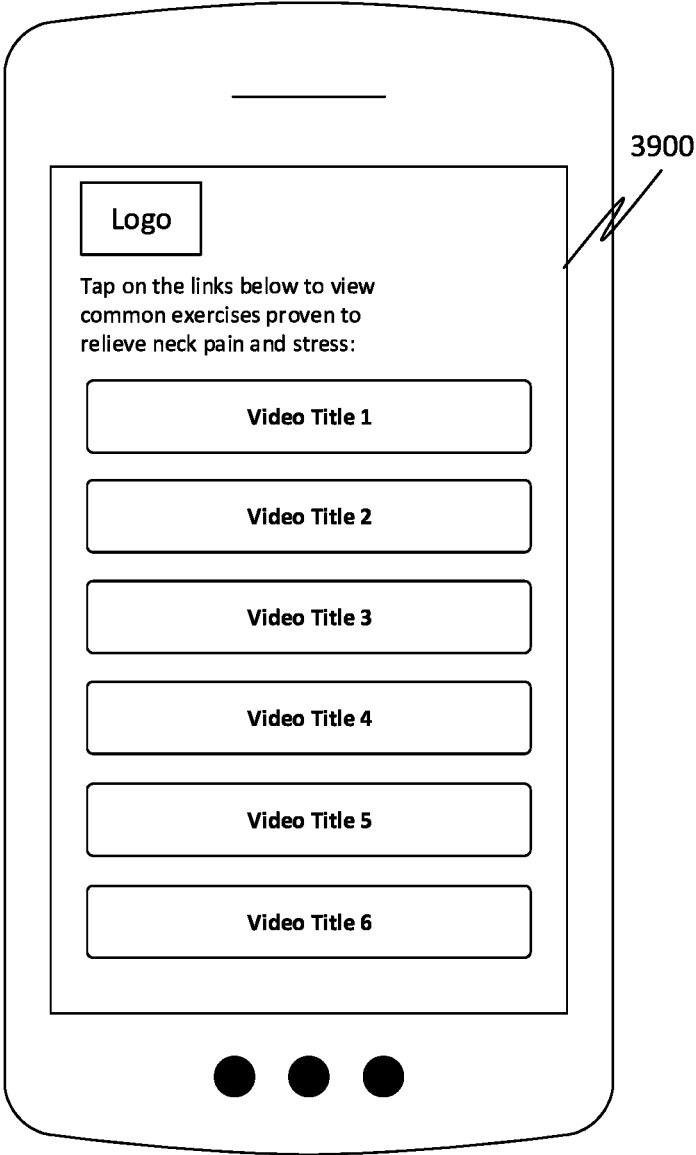 3900
Logo
Tap on the links below to view
common exercises proven to
relieve neck pain and stress:
Video Title 1
Video Title 2
Video Title 3
Video Title 4
Video Title 5
Video Title 6